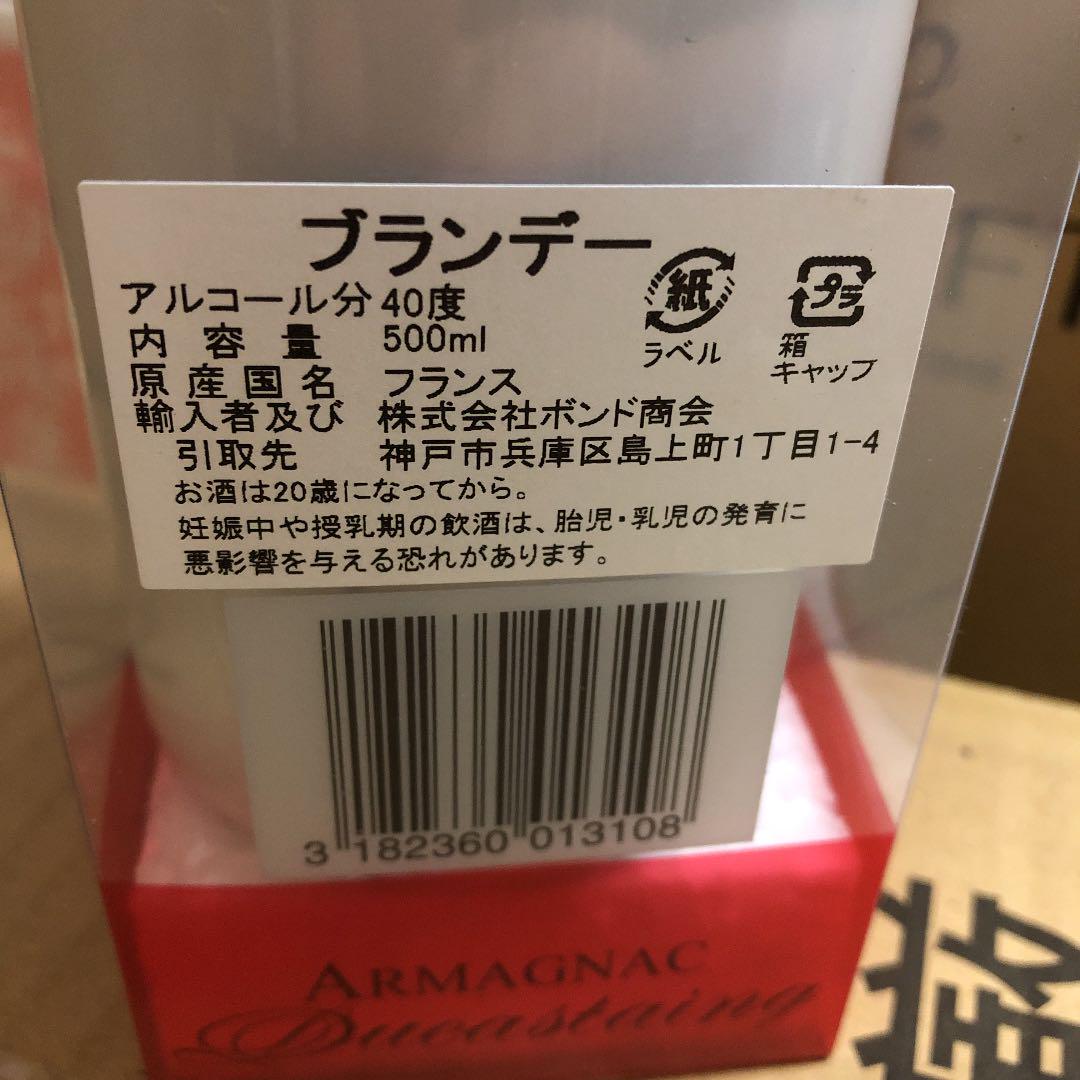 ブランデー
アルコール分 40度
内容量 500ml
原産国名 フランス
輸入者及び 株式会社ボンド商会
引取先 神戸市兵庫区島上町1丁目1-4
お酒は20歳になってから。
妊娠中や授乳期の飲酒は、胎児・乳児の発育に
悪影響を与える恐れがあります。
紙
ラベル
プラ
箱
キャップ
3 182360 013108
ARMAGNAC
Ducastaing